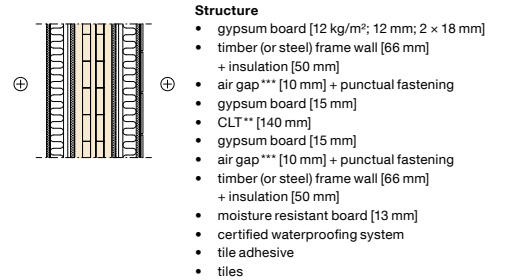 Structure
• gypsum board [12 kg/m²; 12 mm; 2 × 18 mm]
• timber (or steel) frame wall [66 mm]
+ insulation [50 mm]
• air gap*** [10 mm] + punctual fastening
• gypsum board [15 mm]
• CLT** [140 mm]
• gypsum board [15 mm]
• air gap*** [10 mm] + punctual fastening
• timber (or steel) frame wall [66 mm]
+ insulation [50 mm]
• moisture resistant board [13 mm]
• certified waterproofing system
• tile adhesive
• tiles